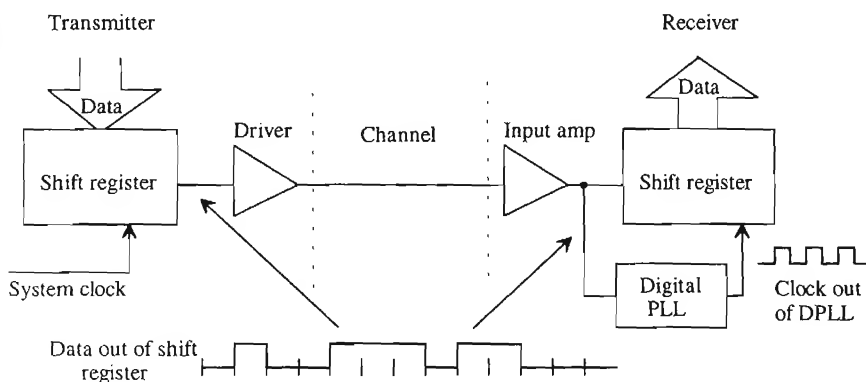 Transmitter
Receiver
Data
Data
Driver
Channel
Input amp
Shift register
Shift register
System clock
Digital
PLL
Clock out
of DPLL
Data out of shift
register